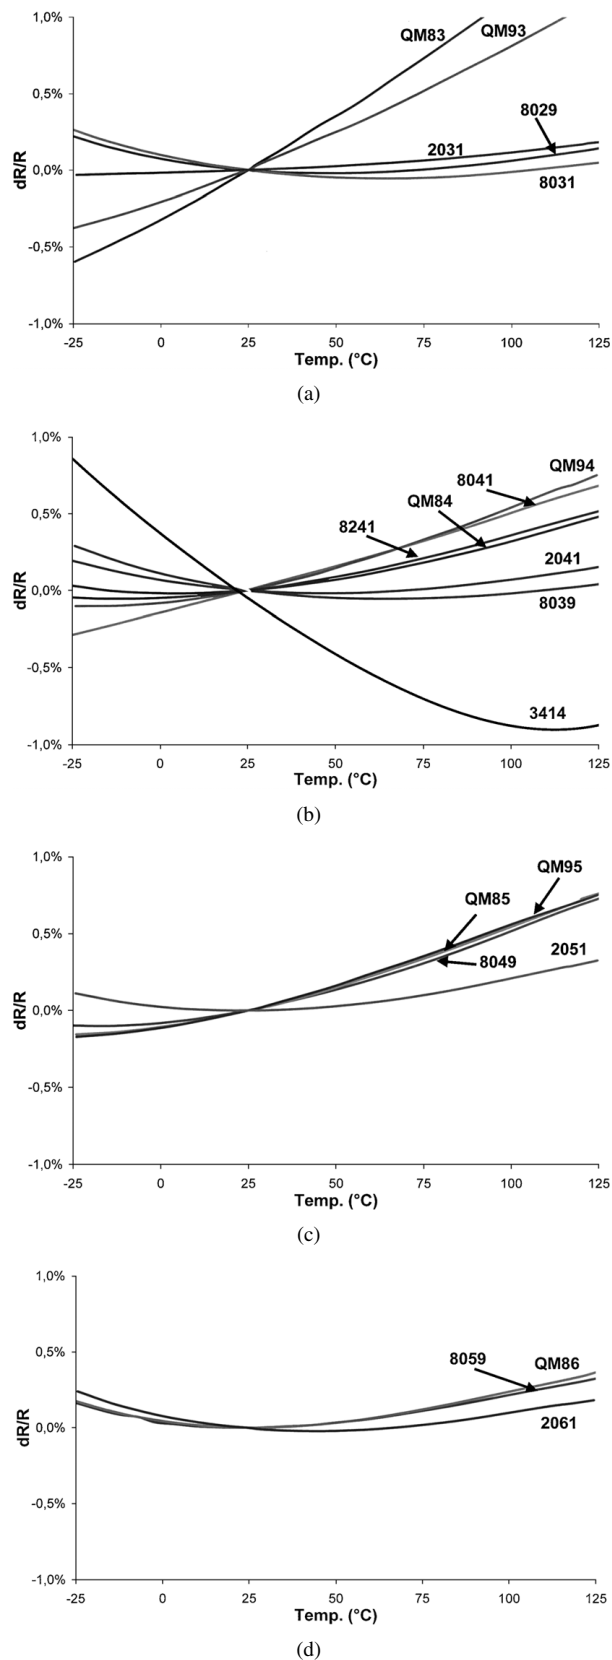 1,0%
QM83
QM93
0,5%
8029
2031
dR/R
0,0%
8031
-0,5%
-1,0%
-25 0 25 50 75 100 125
Temp. (°C)
(a)
1,0%
QM94
8041
QM84
0,5%
8241
2041
dR/R
0,0%
8039
-0,5%
3414
-1,0%
-25 0 25 50 75 100 125
Temp. (°C)
(b)
1,0%
QM95
QM85
0,5%
2051
8049
dR/R
0,0%
-0,5%
-1,0%
-25 0 25 50 75 100 125
Temp. (°C)
(c)
1,0%
0,5%
8059
QM86
2061
dR/R
0,0%
-0,5%
-1,0%
-25 0 25 50 75 100 125
Temp. (°C)
(d)